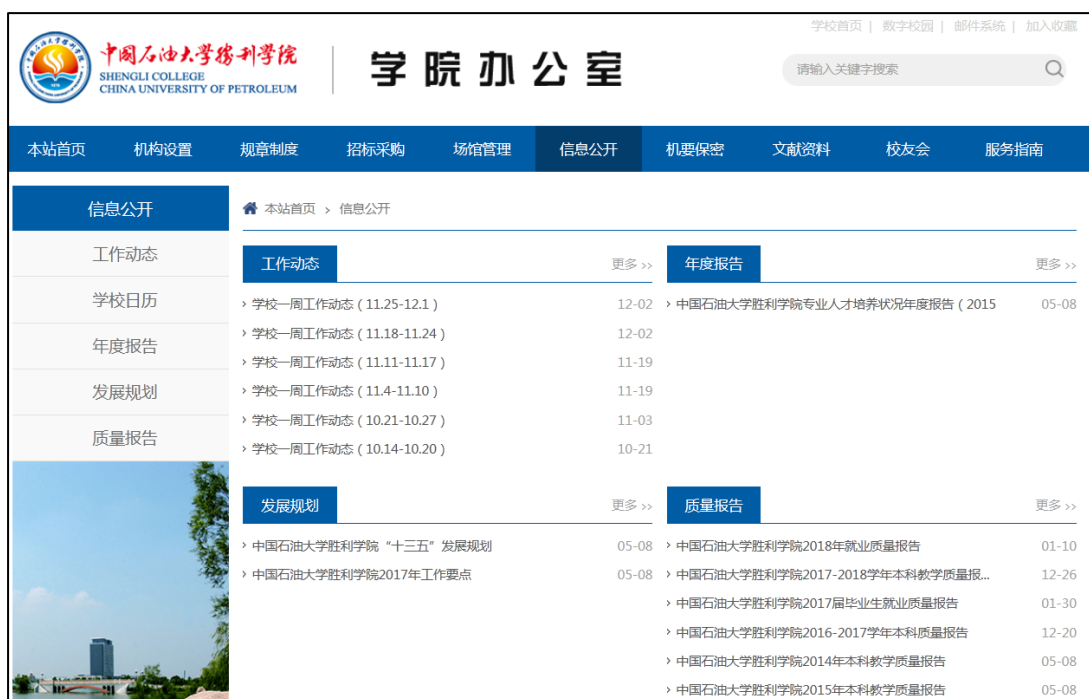 学校首页 | 数字校园 | 邮件系统 | 加入收藏
中国石油大学胜利学院
SHENGLI COLLEGE
CHINA UNIVERSITY OF PETROLEUM
学院办公室
请输入关键字搜索
本站首页 机构设置 规章制度 招标采购 场馆管理 信息公开 机要保密 文献资料 校友会 服务指南
信息公开
工作动态
学校日历
年度报告
发展规划
质量报告
本站首页 > 信息公开
工作动态 更多 >>
学校一周工作动态(11.25-12.1) 12-02
学校一周工作动态(11.18-11.24) 12-02
学校一周工作动态(11.11-11.17) 11-19
学校一周工作动态(11.4-11.10) 11-19
学校一周工作动态(10.21-10.27) 11-03
学校一周工作动态(10.14-10.20) 10-21
年度报告 更多 >>
中国石油大学胜利学院专业人才培养状况年度报告(2015 05-08
发展规划 更多 >>
中国石油大学胜利学院“十三五”发展规划 05-08
中国石油大学胜利学院2017年工作要点 05-08
质量报告 更多 >>
中国石油大学胜利学院2018年就业质量报告 01-10
中国石油大学胜利学院2017-2018学年本科教学质量报... 12-26
中国石油大学胜利学院2017届毕业生就业质量报告 01-30
中国石油大学胜利学院2016-2017学年本科质量报告 12-20
中国石油大学胜利学院2014年本科教学质量报告 05-08
中国石油大学胜利学院2015年本科教学质量报告 05-08